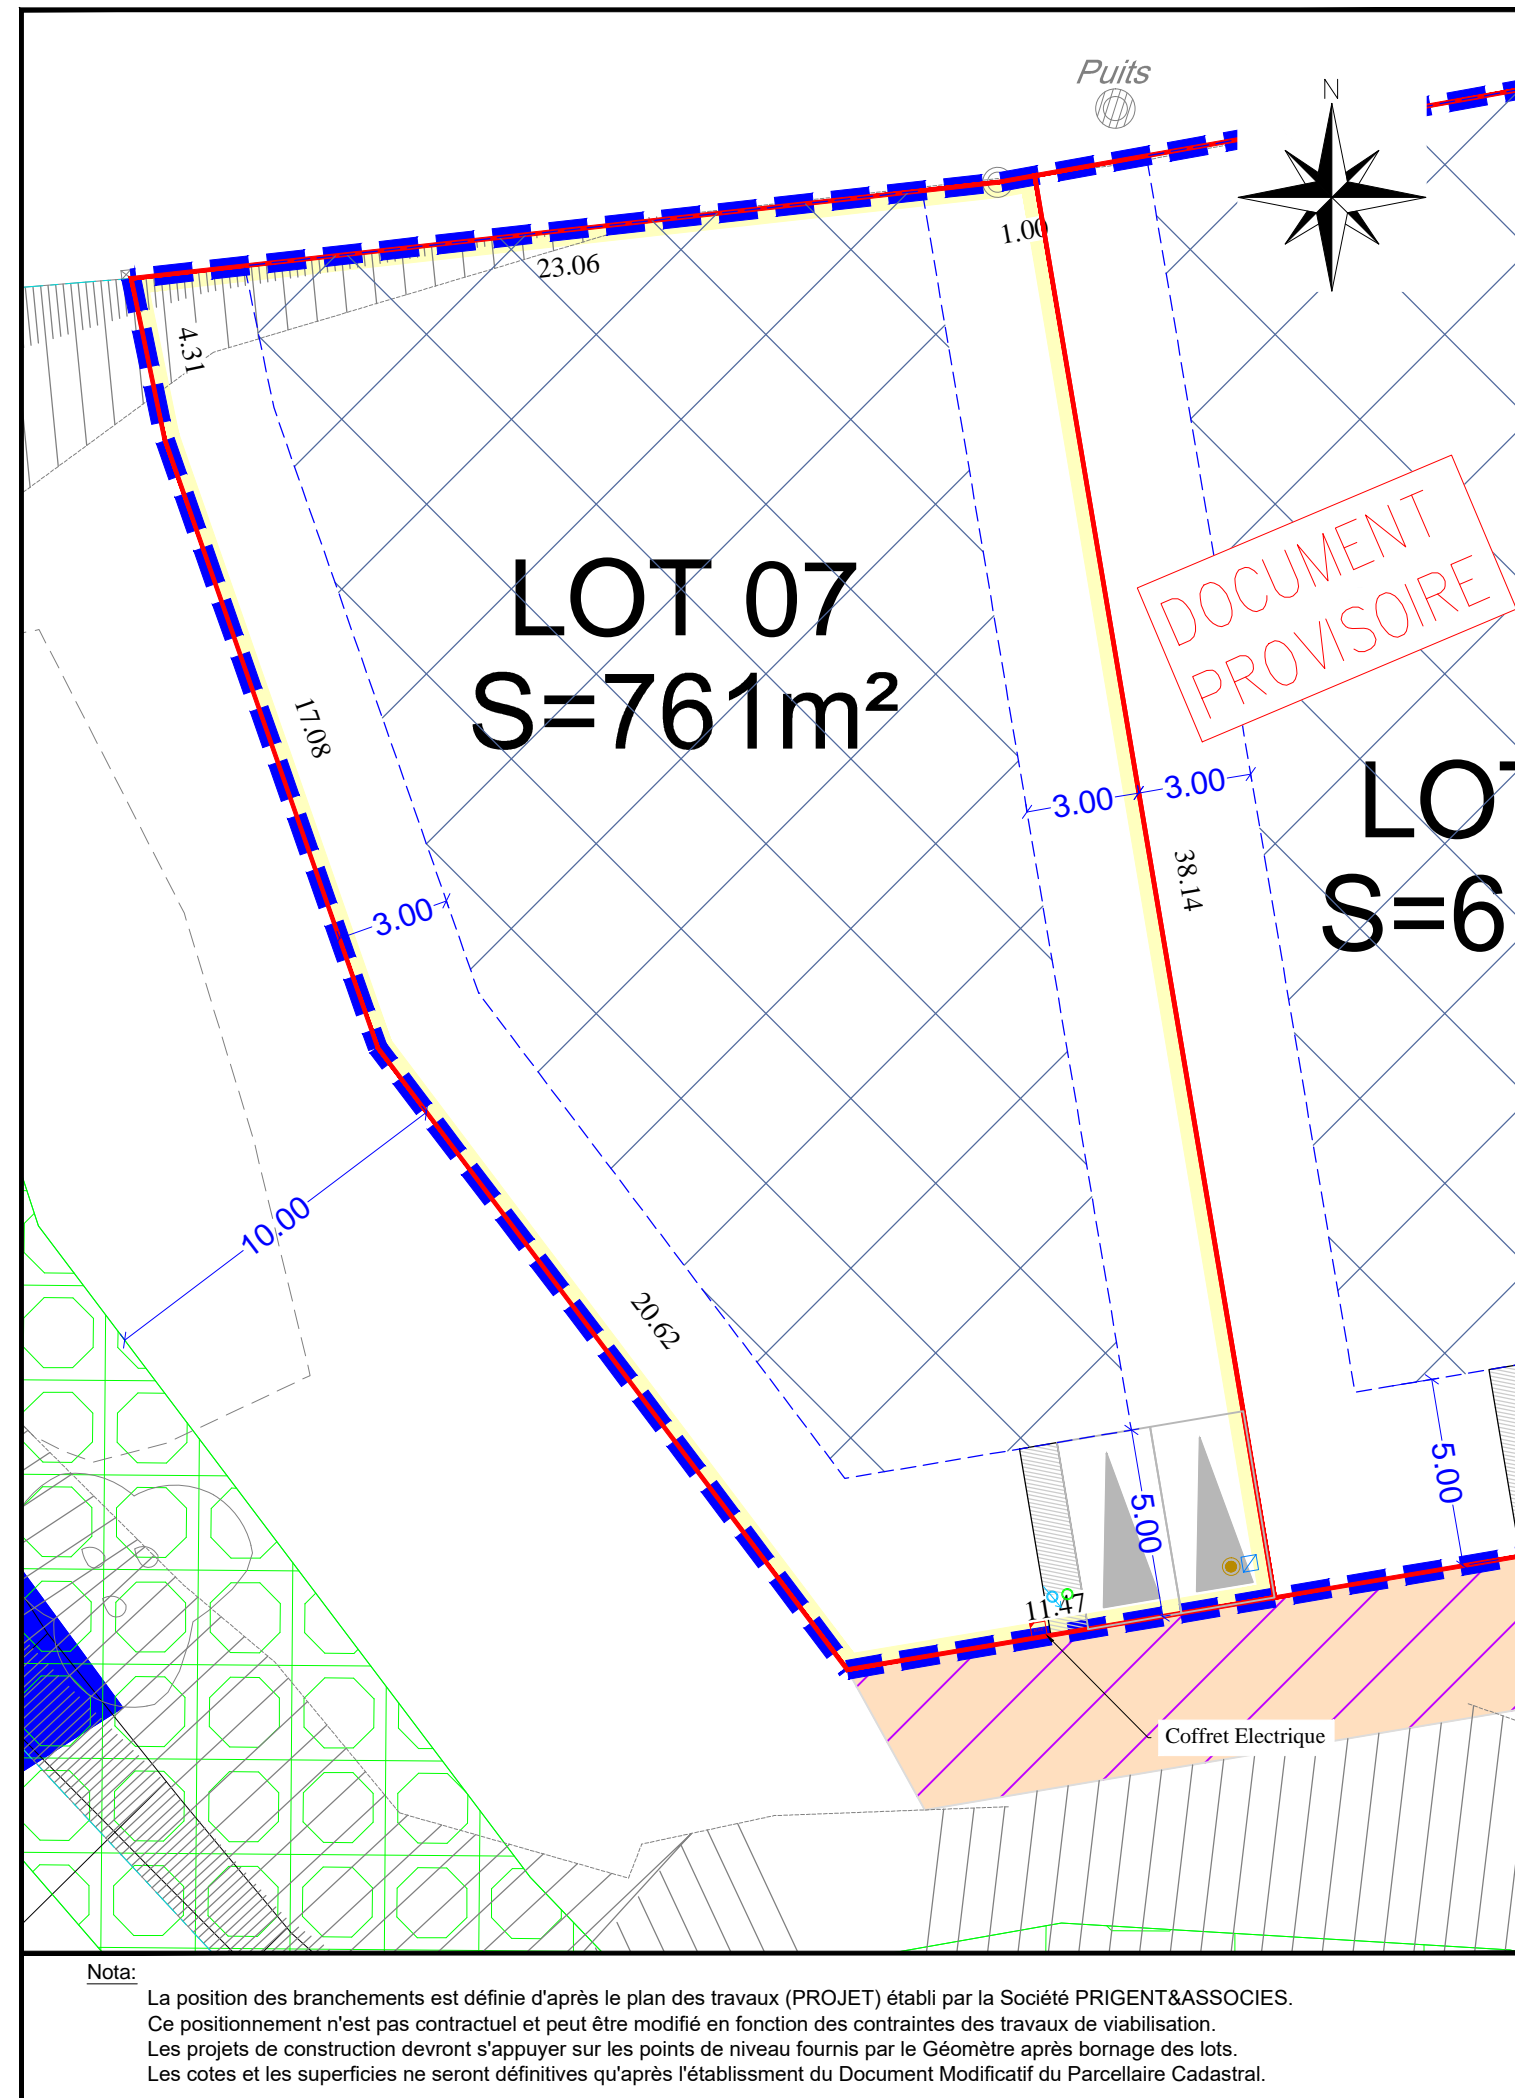 Puits
N
1.00
23.06
4.31
DOCUMENT
PROVISOIRE
LOT 07
S=761m²
17.08
3.00
3.00
LOT
S=6
38.14
3.00
10.00
20.62
5.00
5.00
11.47
Coffret Electrique
Nota:
La position des branchements est définie d'après le plan des travaux (PROJET) établi par la Société PRIGENT&ASSOCIES.
Ce positionnement n'est pas contractuel et peut être modifié en fonction des contraintes des travaux de viabilisation.
Les projets de construction devront s'appuyer sur les points de niveau fournis par le Géomètre après bornage des lots.
Les cotes et les superficies ne seront définitives qu'après l'établissment du Document Modificatif du Parcellaire Cadastral.